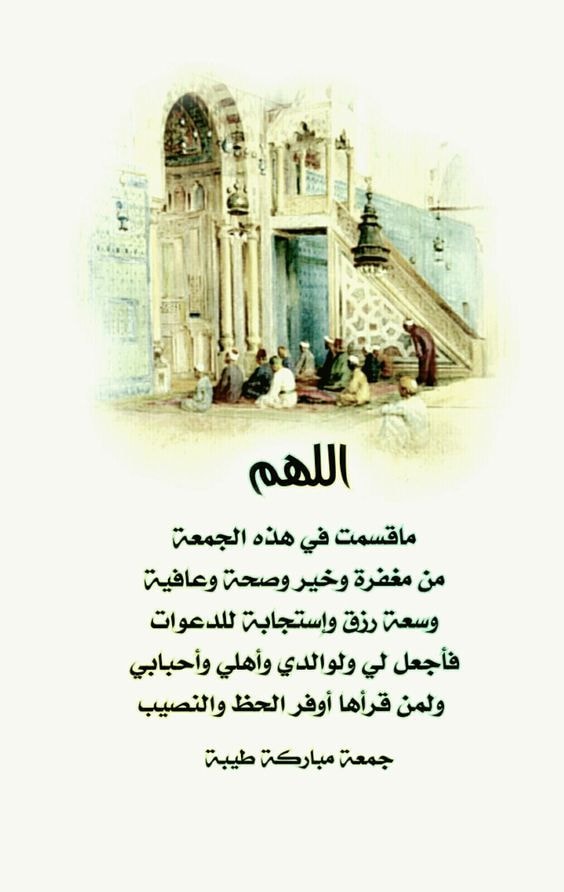 اللهم
ماقسمت في هذه الجمعة
من مغفرة وخير وصحة وعافية
وسعة رزق وإستجابة للدعوات
فأجعل لي ولوالدي وأهلي وأحبابي
ولمن قرأها أوفر الحظ والنصيب
جمعة مباركة طيبة